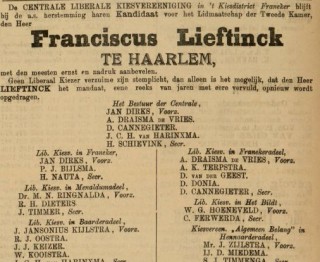 De CENTRALE LIBERALE KIESVEREENIGING in 't Kiesdistrict Franeker blijft
bij de a.s. herstemming haren Kandidaat voor het Lidmaatschap der Tweede Kamer,
den Heer
Franciscus Lieftinck
TE HAARLEM,
met den meesten ernst en nadruk aanbevelen.
Geen Liberaal Kiezer verzuime zijn stemplicht, dan alleen is het mogelijk, dat den Heer
LIEFTINCK het mandaat, eene reeks van jaren met eere vervuld, opnieuw wordt
opgedragen.
Het Bestuur der Centrale,
JAN DIRKS, Voorz.
A. DRAISMA DE VRIES.
D. CANNEGIETER.
J. C. H. VAN HARINXMA.
H. SCHIEVINK, Secr.
Lib. Kiesv. in Franeker,
JAN DIRKS, Voorz.
P. J. BIJLSMA.
H. NAUTA, Secr.
Lib. Kiesv. in Menaldumadeel,
Dr. M. N. RINGNALDA, Voorz.
R. H. DIETERS
J. TIMMER, Secr.
Lib. Kiesv. in Baarderadeel,
J. JANSONIUS KIJLSTRA, Voorz.
R. J. OOSTRA.
J. J. KEIZER.
W. KOOISTRA.
HARINXMA, Secr.
Lib. Kiesv. in Franekeradeel,
A. DRAISMA DE VRIES, Voorz.
A. K. TERPSTRA.
D. VAN DER GEEST.
D. DONIA.
D. CANNEGIETER, Secr.
Lib. Kiesv. in Het Bildt,
W. G. HOENEVELD, Voorz.
C. FERWERDA, Secr.
Kiesvereen. „Algemeen Belang" in
Hennaarderadeel,
Mr. J. ZIJLSTRA, Voorz.
IJ. D. MIEDEMA.
S. J. TIMMENGA